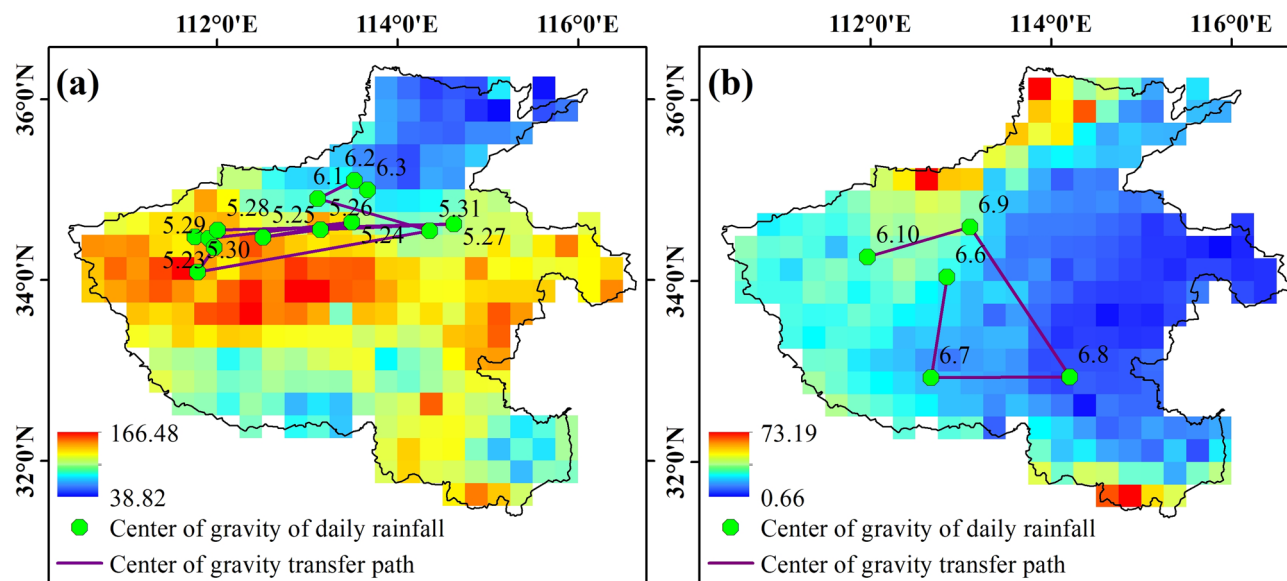 112°0'E 114°0'E 116°0'E
112°0'E 114°0'E 116°0'E
(a)
(b)
36°0'N
34°0'N
32°0'N
36°0'N
34°0'N
32°0'N
6.2
6.1
6.3
5.28
5.26
5.31
5.29
5.25
5.24
5.27
5.30
5.23
6.9
6.10
6.6
6.7
6.8
166.48
38.82
Center of gravity of daily rainfall
Center of gravity transfer path
73.19
0.66
Center of gravity of daily rainfall
Center of gravity transfer path